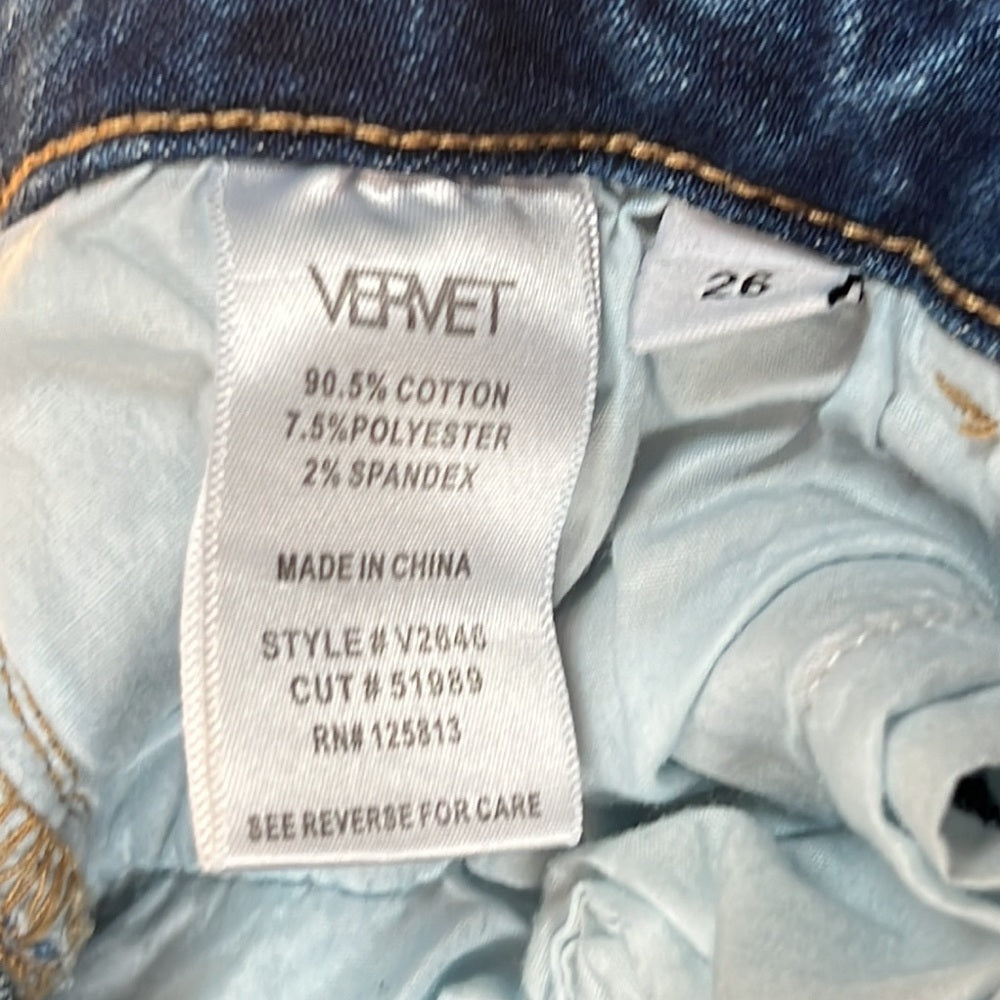 VERVET
90.5% COTTON
7.5%POLYESTER
2% SPANDEX
MADE IN CHINA
STYLE# V2646
CUT # 51989
RN# 125813
SEE REVERSE FOR CARE
26